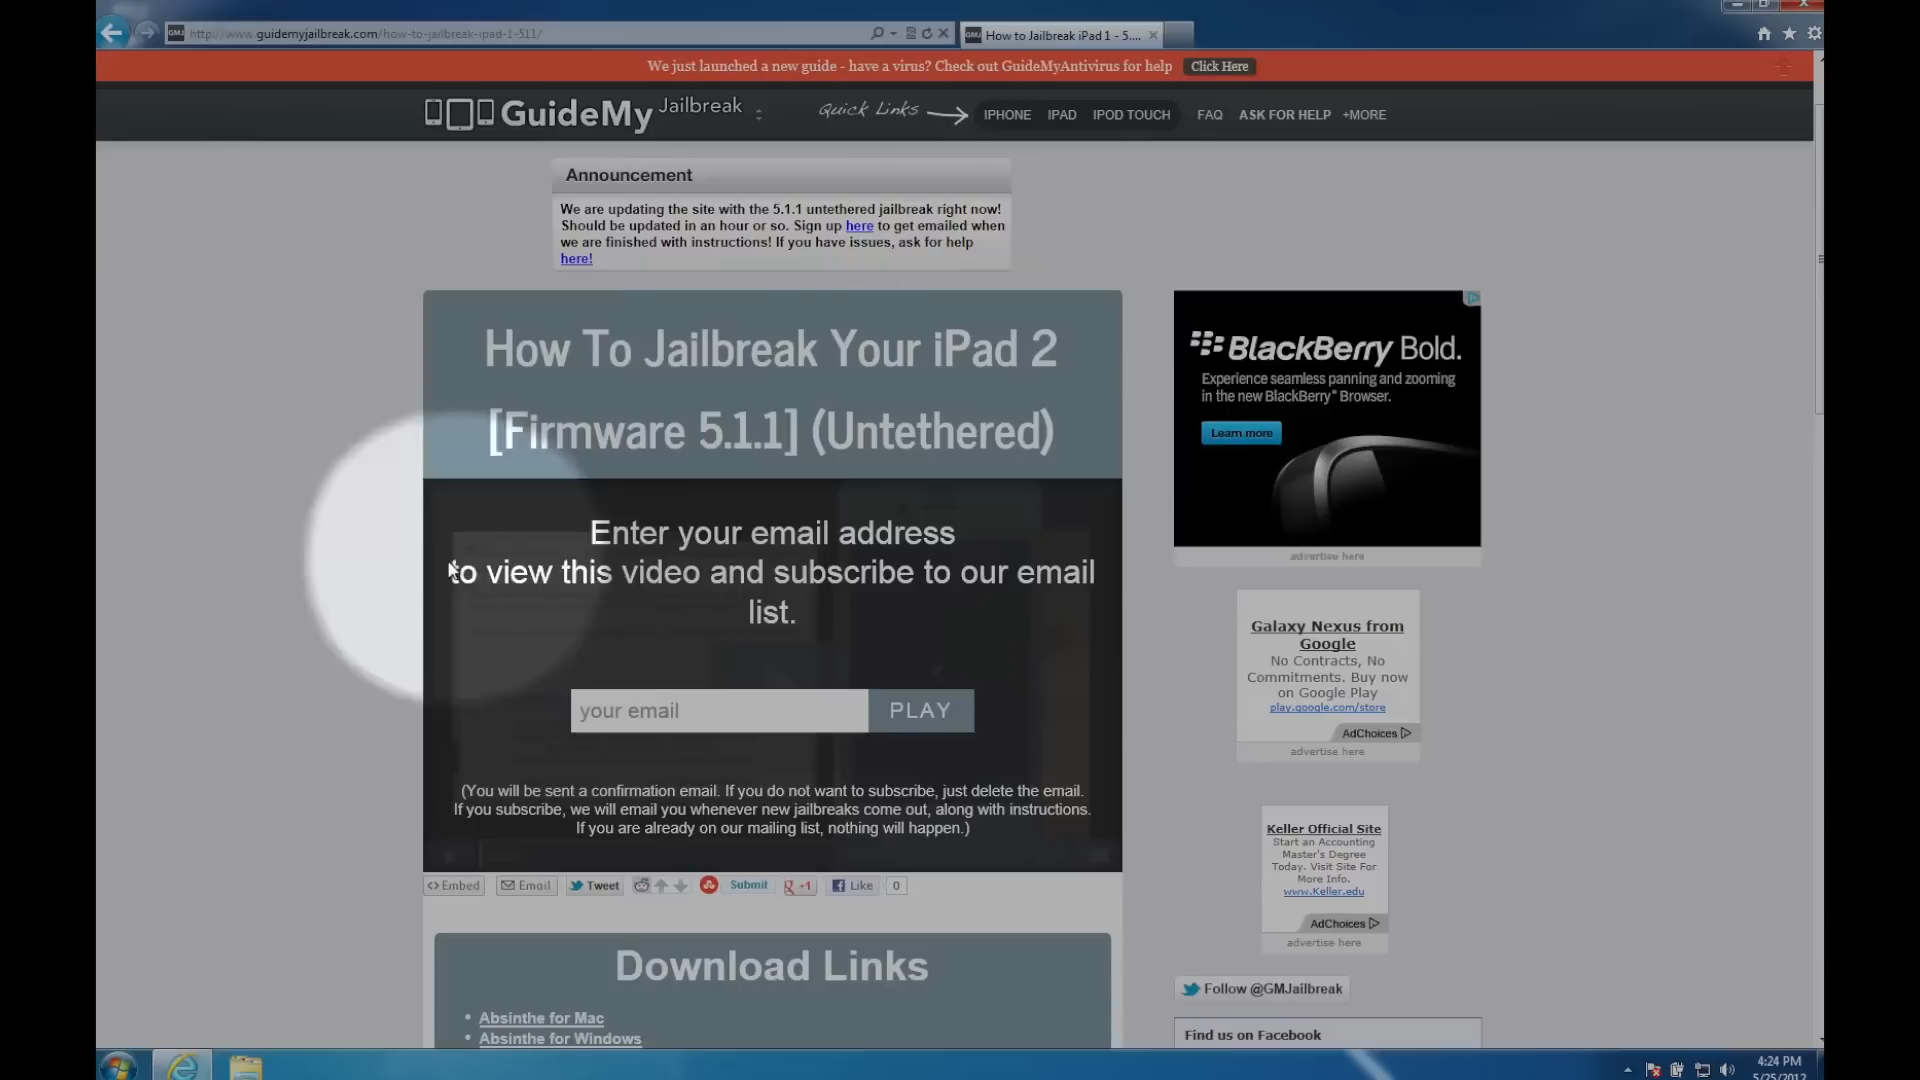 http://www.guidemyjailbreak.com/how-to-jailbreak-ipad-1-511/
GMJ How to Jailbreak iPad 1 - 5....
We just launched a new guide - have a virus? Check out GuideMyAntivirus for help Click Here
GuideMy Jailbreak
Quick Links
IPHONE IPAD IPOD TOUCH FAQ ASK FOR HELP +MORE
Announcement
We are updating the site with the 5.1.1 untethered jailbreak right now!
Should be updated in an hour or so. Sign up here to get emailed when
we are finished with instructions! If you have issues, ask for help
here!
How To Jailbreak Your iPad 2
[Firmware 5.1.1] (Untethered)
Enter your email address
to view this video and subscribe to our email
list.
your email PLAY
(You will be sent a confirmation email. If you do not want to subscribe, just delete the email.
If you subscribe, we will email you whenever new jailbreaks come out, along with instructions.
If you are already on our mailing list, nothing will happen.)
<> Embed Email Tweet Submit g +1 Like 0
Download Links
• Absinthe for Mac
• Absinthe for Windows
BlackBerry Bold.
Experience seamless panning and zooming
in the new BlackBerry® Browser.
Learn more
advertise here
Galaxy Nexus from
Google
No Contracts, No
Commitments. Buy now
on Google Play
play.google.com/store
AdChoices
advertise here
Keller Official Site
Start an Accounting
Master's Degree
Today. Visit Site For
More Info.
www.Keller.edu
AdChoices
advertise here
Follow @GMJailbreak
Find us on Facebook
4:24 PM
5/25/2012